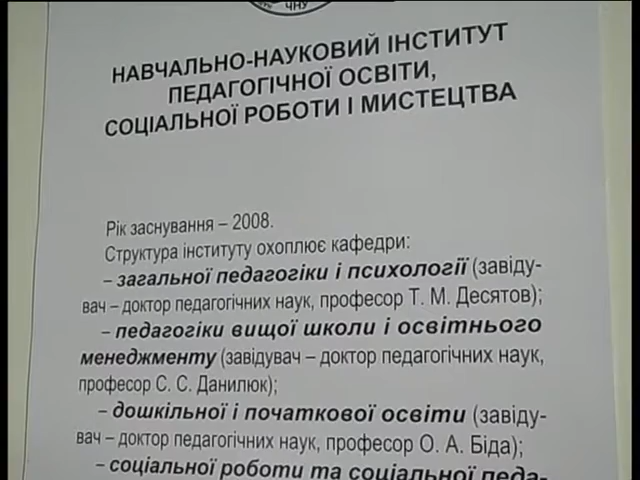 ЧНУ
НАВЧАЛЬНО-НАУКОВИЙ ІНСТИТУТ
ПЕДАГОГІЧНОЇ ОСВІТИ,
СОЦІАЛЬНОЇ РОБОТИ І МИСТЕЦТВА
Рік заснування – 2008.
Структура інституту охоплює кафедри:
– загальної педагогіки і психології (завіду-
вач – доктор педагогічних наук, професор Т. М. Десятов);
– педагогіки вищої школи і освітнього
менеджменту (завідувач – доктор педагогічних наук,
професор С. С. Данилюк);
– дошкільної і початкової освіти (завіду-
вач – доктор педагогічних наук, професор О. А. Біда);
– соціальної роботи та соціальної педа-